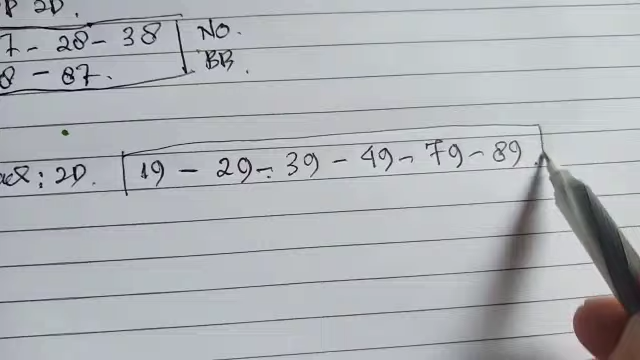 2D.
7 - 28 - 38 NO.
8 - 87. BB.
: 2D. 19 - 29 - 39 - 49 - 79 - 89.